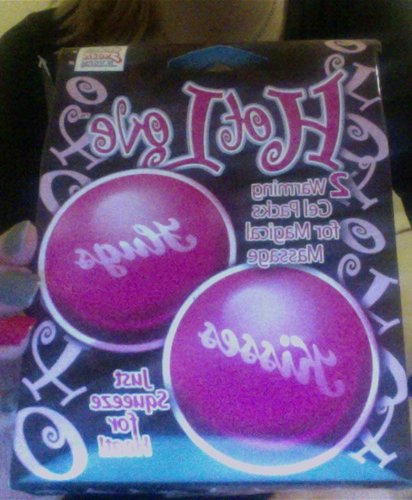 Hot Love
2 Warming
Gel Packs
for Magical
Massage
Hugs
Kisses
Just
Squeeze
for
Heat!